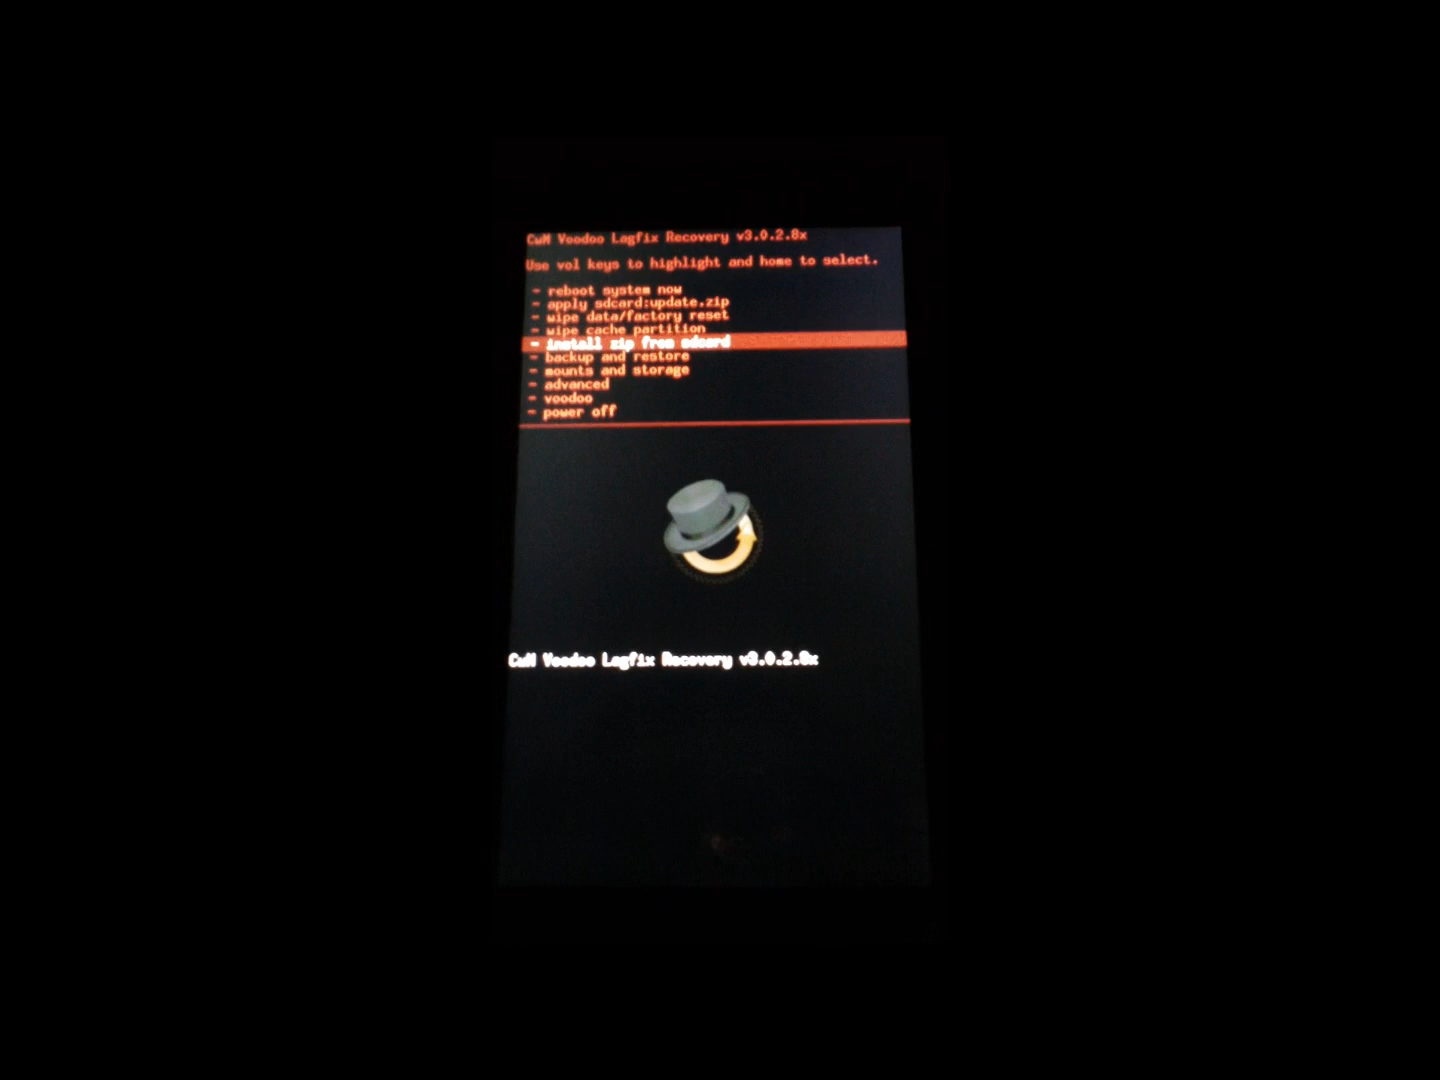 CWM Voodoo Lagfix Recovery v3.0.2.8x
Use vol keys to highlight and home to select.
- reboot system now
- apply sdcard:update.zip
- wipe data/factory reset
- wipe cache partition
- install zip from sdcard
- backup and restore
- mounts and storage
- advanced
- voodoo
- power off
CWM Voodoo Lagfix Recovery v3.0.2.8x